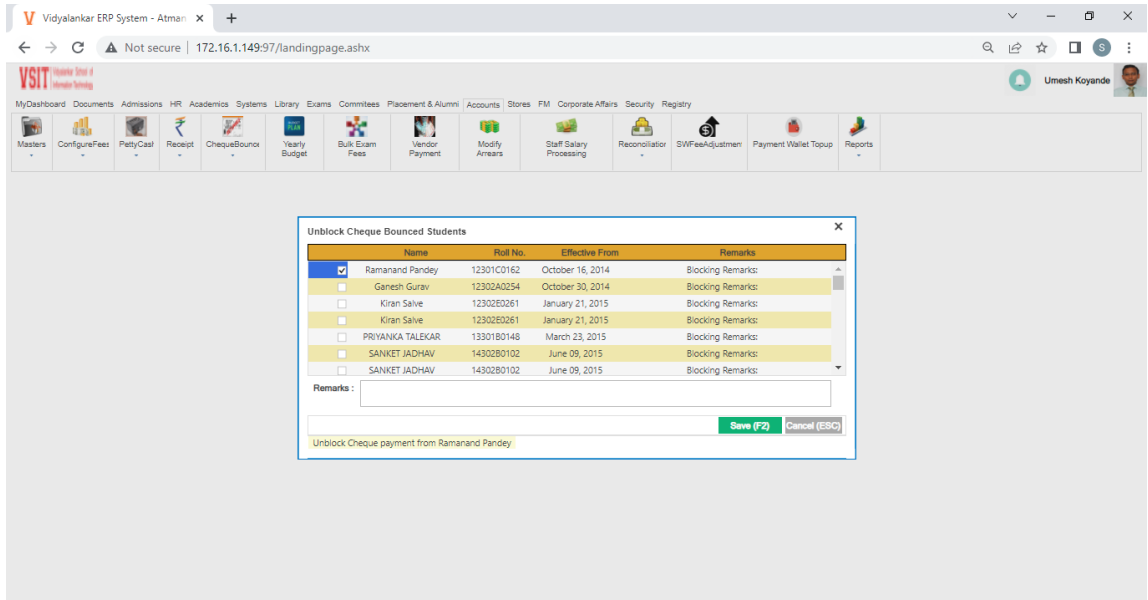 Vidyalankar ERP System - Atman
Not secure | 172.16.1.149:97/landingpage.ashx
S
VSIT
Umesh Koyande
MyDashboard Documents Admissions HR Academics Systems Library Exams Commitees Placement & Alumni Accounts Stores FM Corporate Affairs Security Registry
Masters ConfigureFees PettyCash Receipt ChequeBounce Yearly Budget Bulk Exam Fees Vendor Payment Modify Arrears Staff Salary Processing Reconciliation SWFeeAdjustmen Payment Wallet Topup Reports
Unblock Cheque Bounced Students
Name Roll No. Effective From Remarks
Ramanand Pandey 12301C0162 October 16, 2014 Blocking Remarks:
Ganesh Gurav 12302A0254 October 30, 2014 Blocking Remarks:
Kiran Salve 12302E0261 January 21, 2015 Blocking Remarks:
Kiran Salve 12302E0261 January 21, 2015 Blocking Remarks:
PRIYANKA TALEKAR 13301B0148 March 23, 2015 Blocking Remarks:
SANKET JADHAV 14302B0102 June 09, 2015 Blocking Remarks:
SANKET JADHAV 14302B0102 June 09, 2015 Blocking Remarks:
Remarks :
Save (F2) Cancel (ESC)
Unblock Cheque payment from Ramanand Pandey